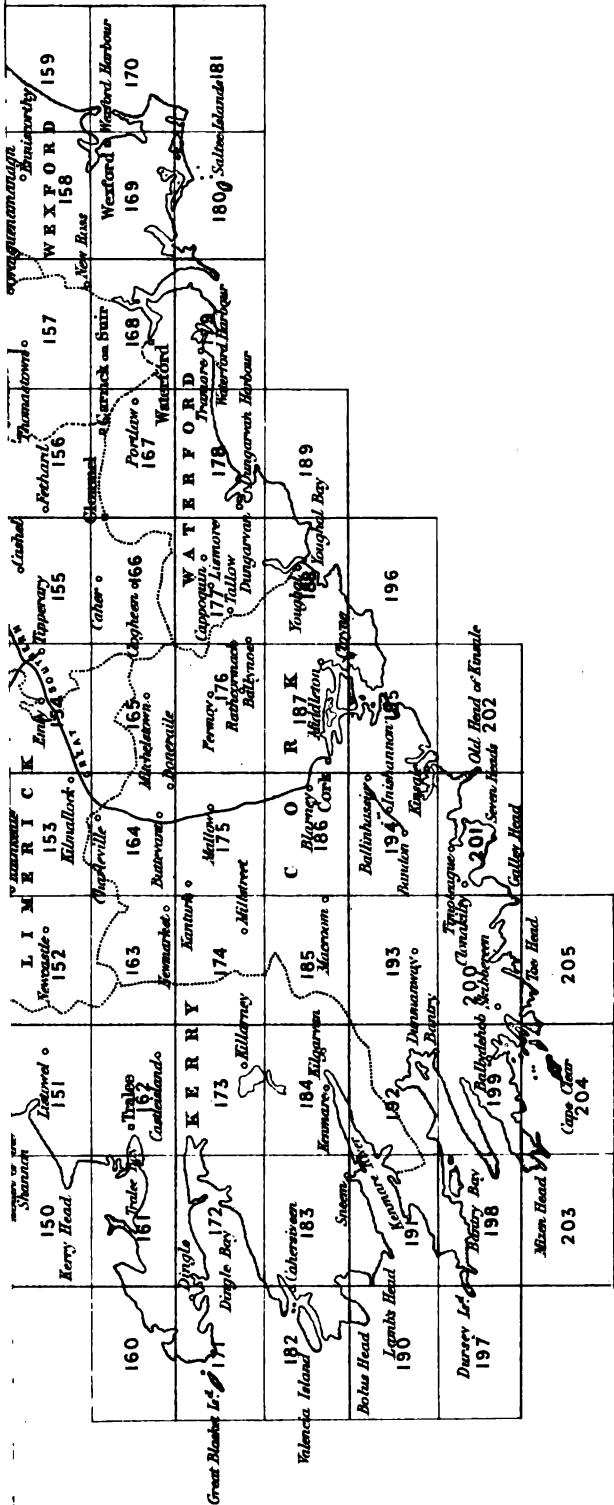 Shannon
150
Kerry Head
Listowel
151
Newcastle
152
LIMERICK
153
Kilmallock
Emly
154
GREAT
SOUTHERN
Tipperary
Cashel
155
Fethard
156
Thomastown
157
Enniscorthy
WEXFORD
158
159
160
Tralee
161
Tralee
162
Castleisland
163
Newmarket
Charleville
164
Buttevant
165
Mitchelstown
Doneraile
Caher
Clogheen
166
Clonmel
Carrick on Suir
Portlaw
167
168
Waterford
New Ross
Wexford
169
Wexford Harbour
170
Great Blasket Id.
171
Dingle
172
Dingle Bay
KERRY
173
Killarney
Kanturk
174
Millstreet
Mallow
175
Fermoy
176
Rathcormack
Ballynoe
WATERFORD
Cappoquin
Lismore
Tallow
Dungarvan
178
Dungarvan Harbour
Tramore
Waterford Harbour
180
Saltee Islands
181
182
Valencia Island
Cahersiveen
183
184
Kilgarvan
Kenmare
CORK
185
Macroom
Blarney
186
Cork
187
Middleton
Cloyne
Youghal
Youghal Bay
189
Bolus Head
Lambs Head
190
Sneem
Kenmare River
191
192
Dunmanway
Bantry
193
Ballinhassig
194
Bandon
Inishannon
Kinsale
195
196
Dursey Id.
197
Bantry Bay
198
Ballydehob
199
200
Skibbereen
Clonakilty
Timoleague
201
Galley Head
Seven Heads
Old Head of Kinsale
202
Mizen Head
203
Cape Clear
204
Toe Head
205